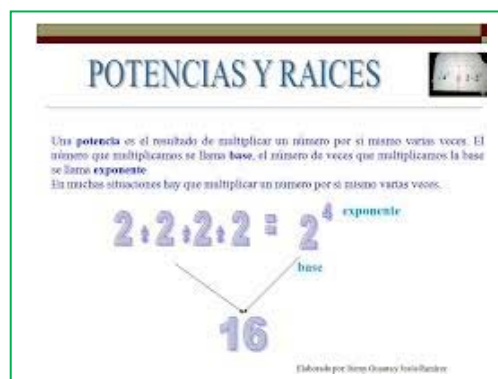 POTENCIAS Y RAICES
Una potencia es el resultado de multiplicar un número por si mismo varias veces. El
número que multiplicamos se llama base, el número de veces que multiplicamos la base
se llama exponente
En muchas situaciones hay que multiplicar un número por si mismo varias veces.
2.2.2.2 = 2⁴ exponente
base
16
Elaborado por